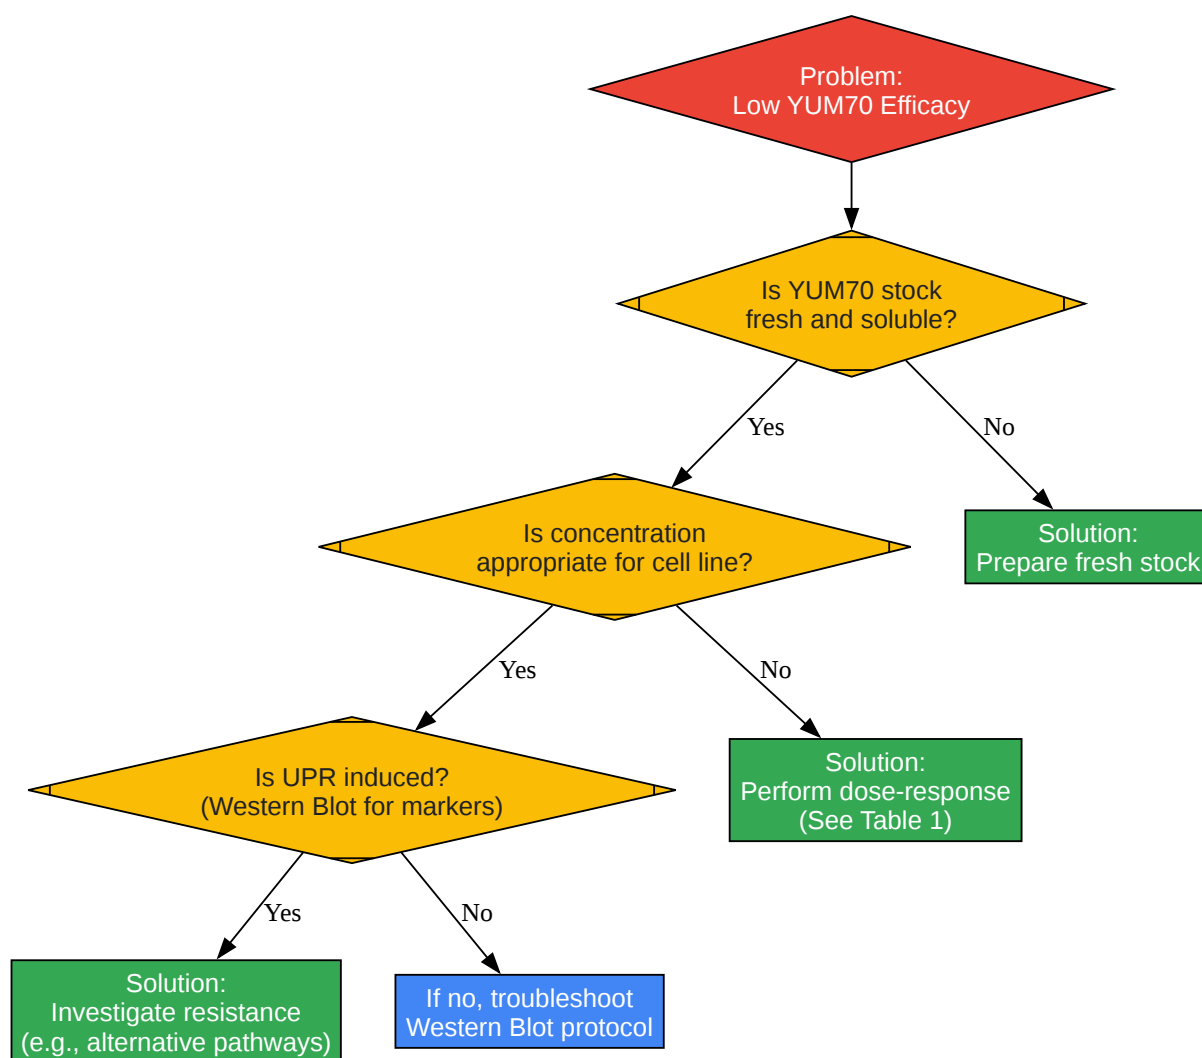 Problem:
Low YUM70 Efficacy
Is YUM70 stock
fresh and soluble?
Yes
No
Is concentration
appropriate for cell line?
Solution:
Prepare fresh stock
Yes
No
Is UPR induced?
(Western Blot for markers)
Solution:
Perform dose-response
(See Table 1)
Yes
No
Solution:
Investigate resistance
(e.g., alternative pathways)
If no, troubleshoot
Western Blot protocol